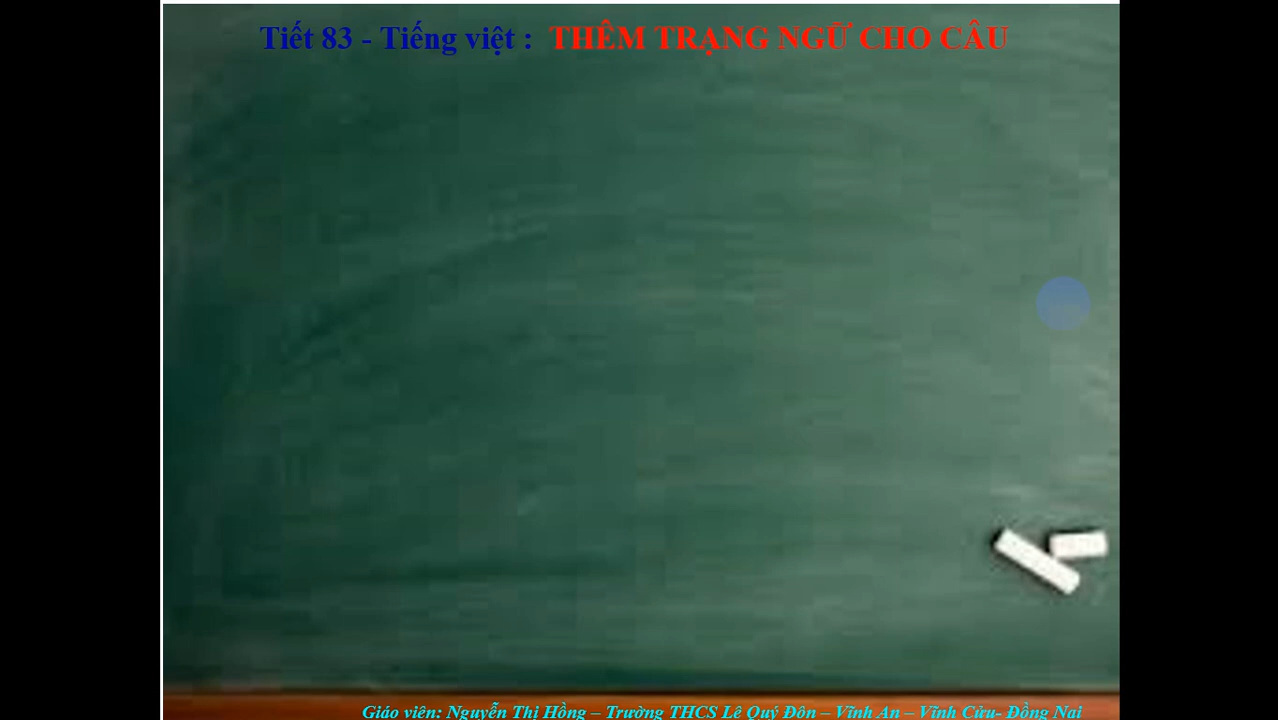 Tiết 83 - Tiếng việt : THÊM TRẠNG NGỮ CHO CÂU
Giáo viên: Nguyễn Thị Hồng – Trường THCS Lê Quý Đôn – Vĩnh An – Vĩnh Cửu- Đồng Nai